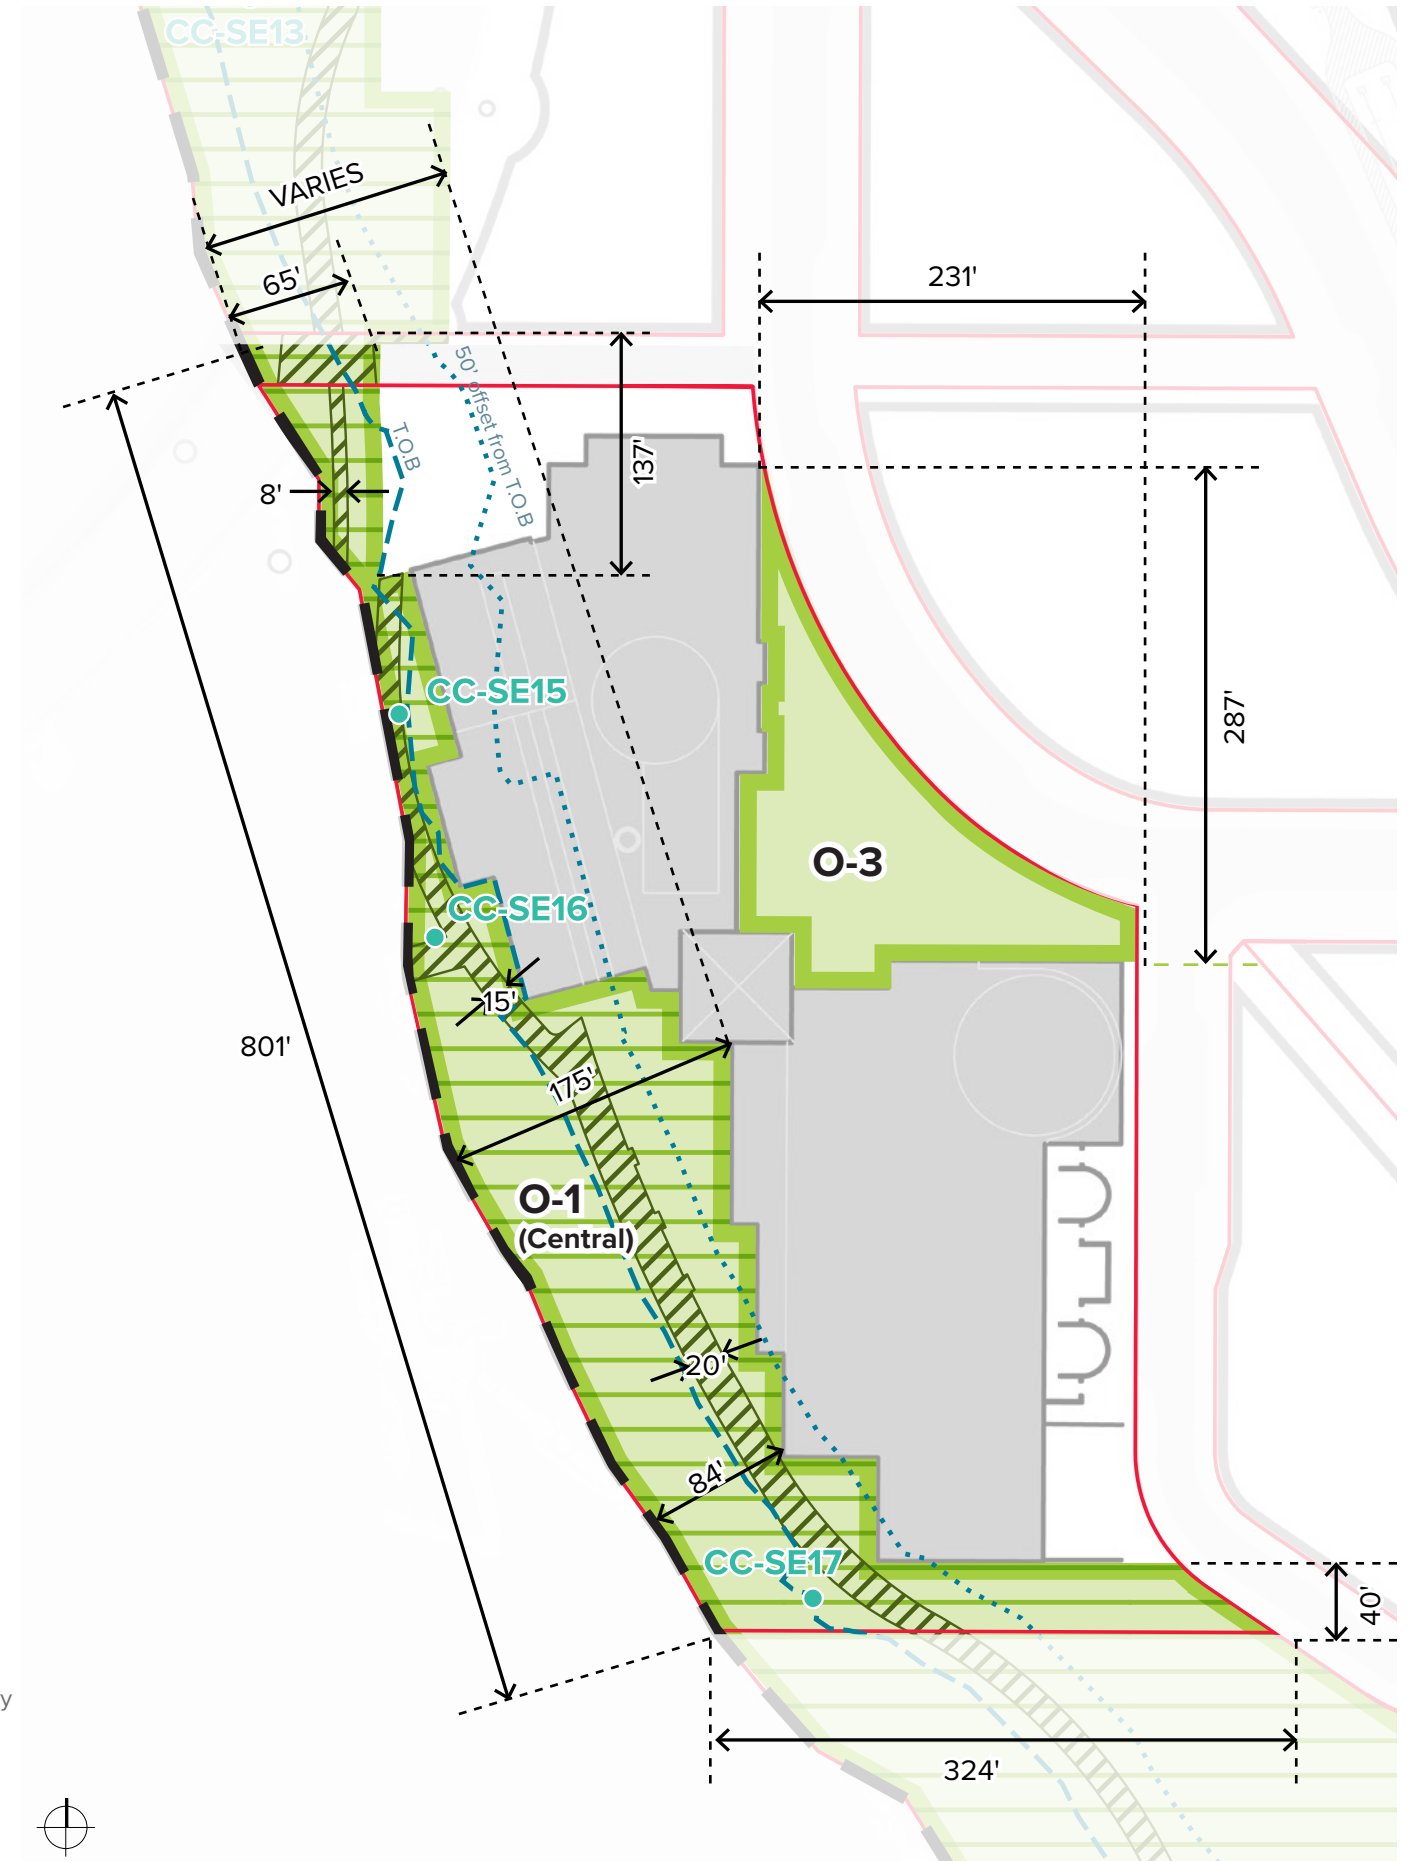 CC-SE13
VARIES
65'
231'
50' offset from T.O.B
T.O.B
137'
8'
CC-SE15
287'
O-3
CC-SE16
15'
801'
175'
O-1
(Central)
20'
84'
CC-SE17
40'
y
324'